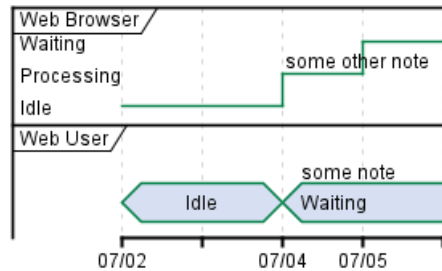 Web Browser
Waiting
some other note
Processing
Idle
Web User
some note
Idle Waiting
07/02 07/04 07/05